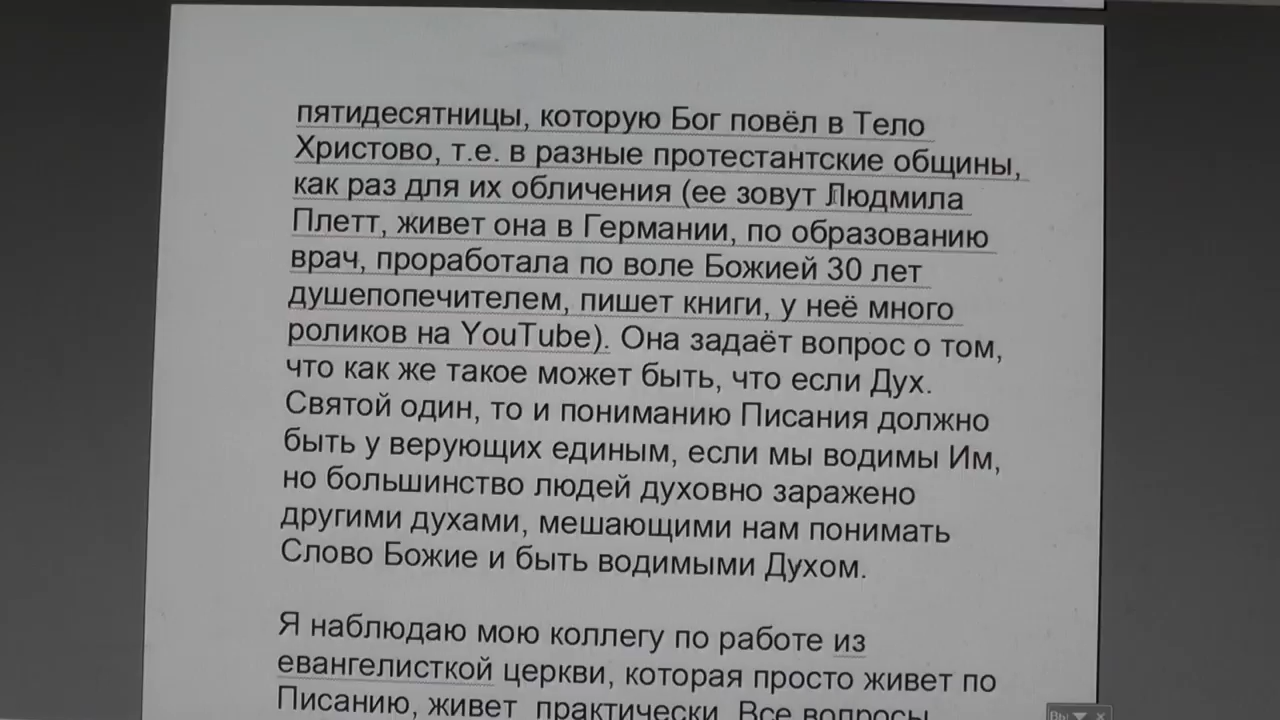 пятидесятницы, которую Бог повёл в Тело
Христово, т.е. в разные протестантские общины,
как раз для их обличения (ее зовут Людмила
Плетт, живет она в Германии, по образованию
врач, проработала по воле Божией 30 лет
душепопечителем, пишет книги, у неё много
роликов на YouTube). Она задаёт вопрос о том,
что как же такое может быть, что если Дух.
Святой один, то и пониманию Писания должно
быть у верующих единым, если мы водимы Им,
но большинство людей духовно заражено
другими духами, мешающими нам понимать
Слово Божие и быть водимыми Духом.
Я наблюдаю мою коллегу по работе из
евангелисткой церкви, которая просто живет по
Писанию, живет практически. Все вопросы